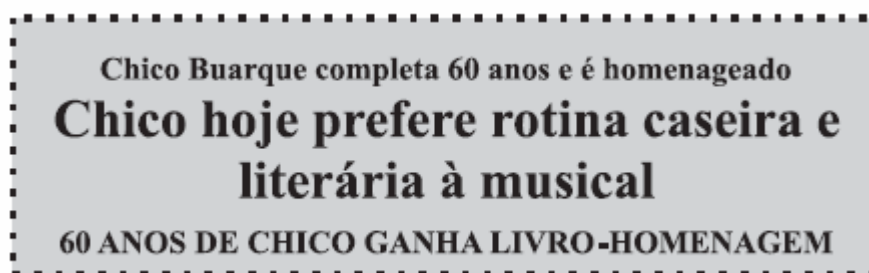 Chico Buarque completa 60 anos e é homenageado
Chico hoje prefere rotina caseira e
literária à musical
60 ANOS DE CHICO GANHA LIVRO-HOMENAGEM